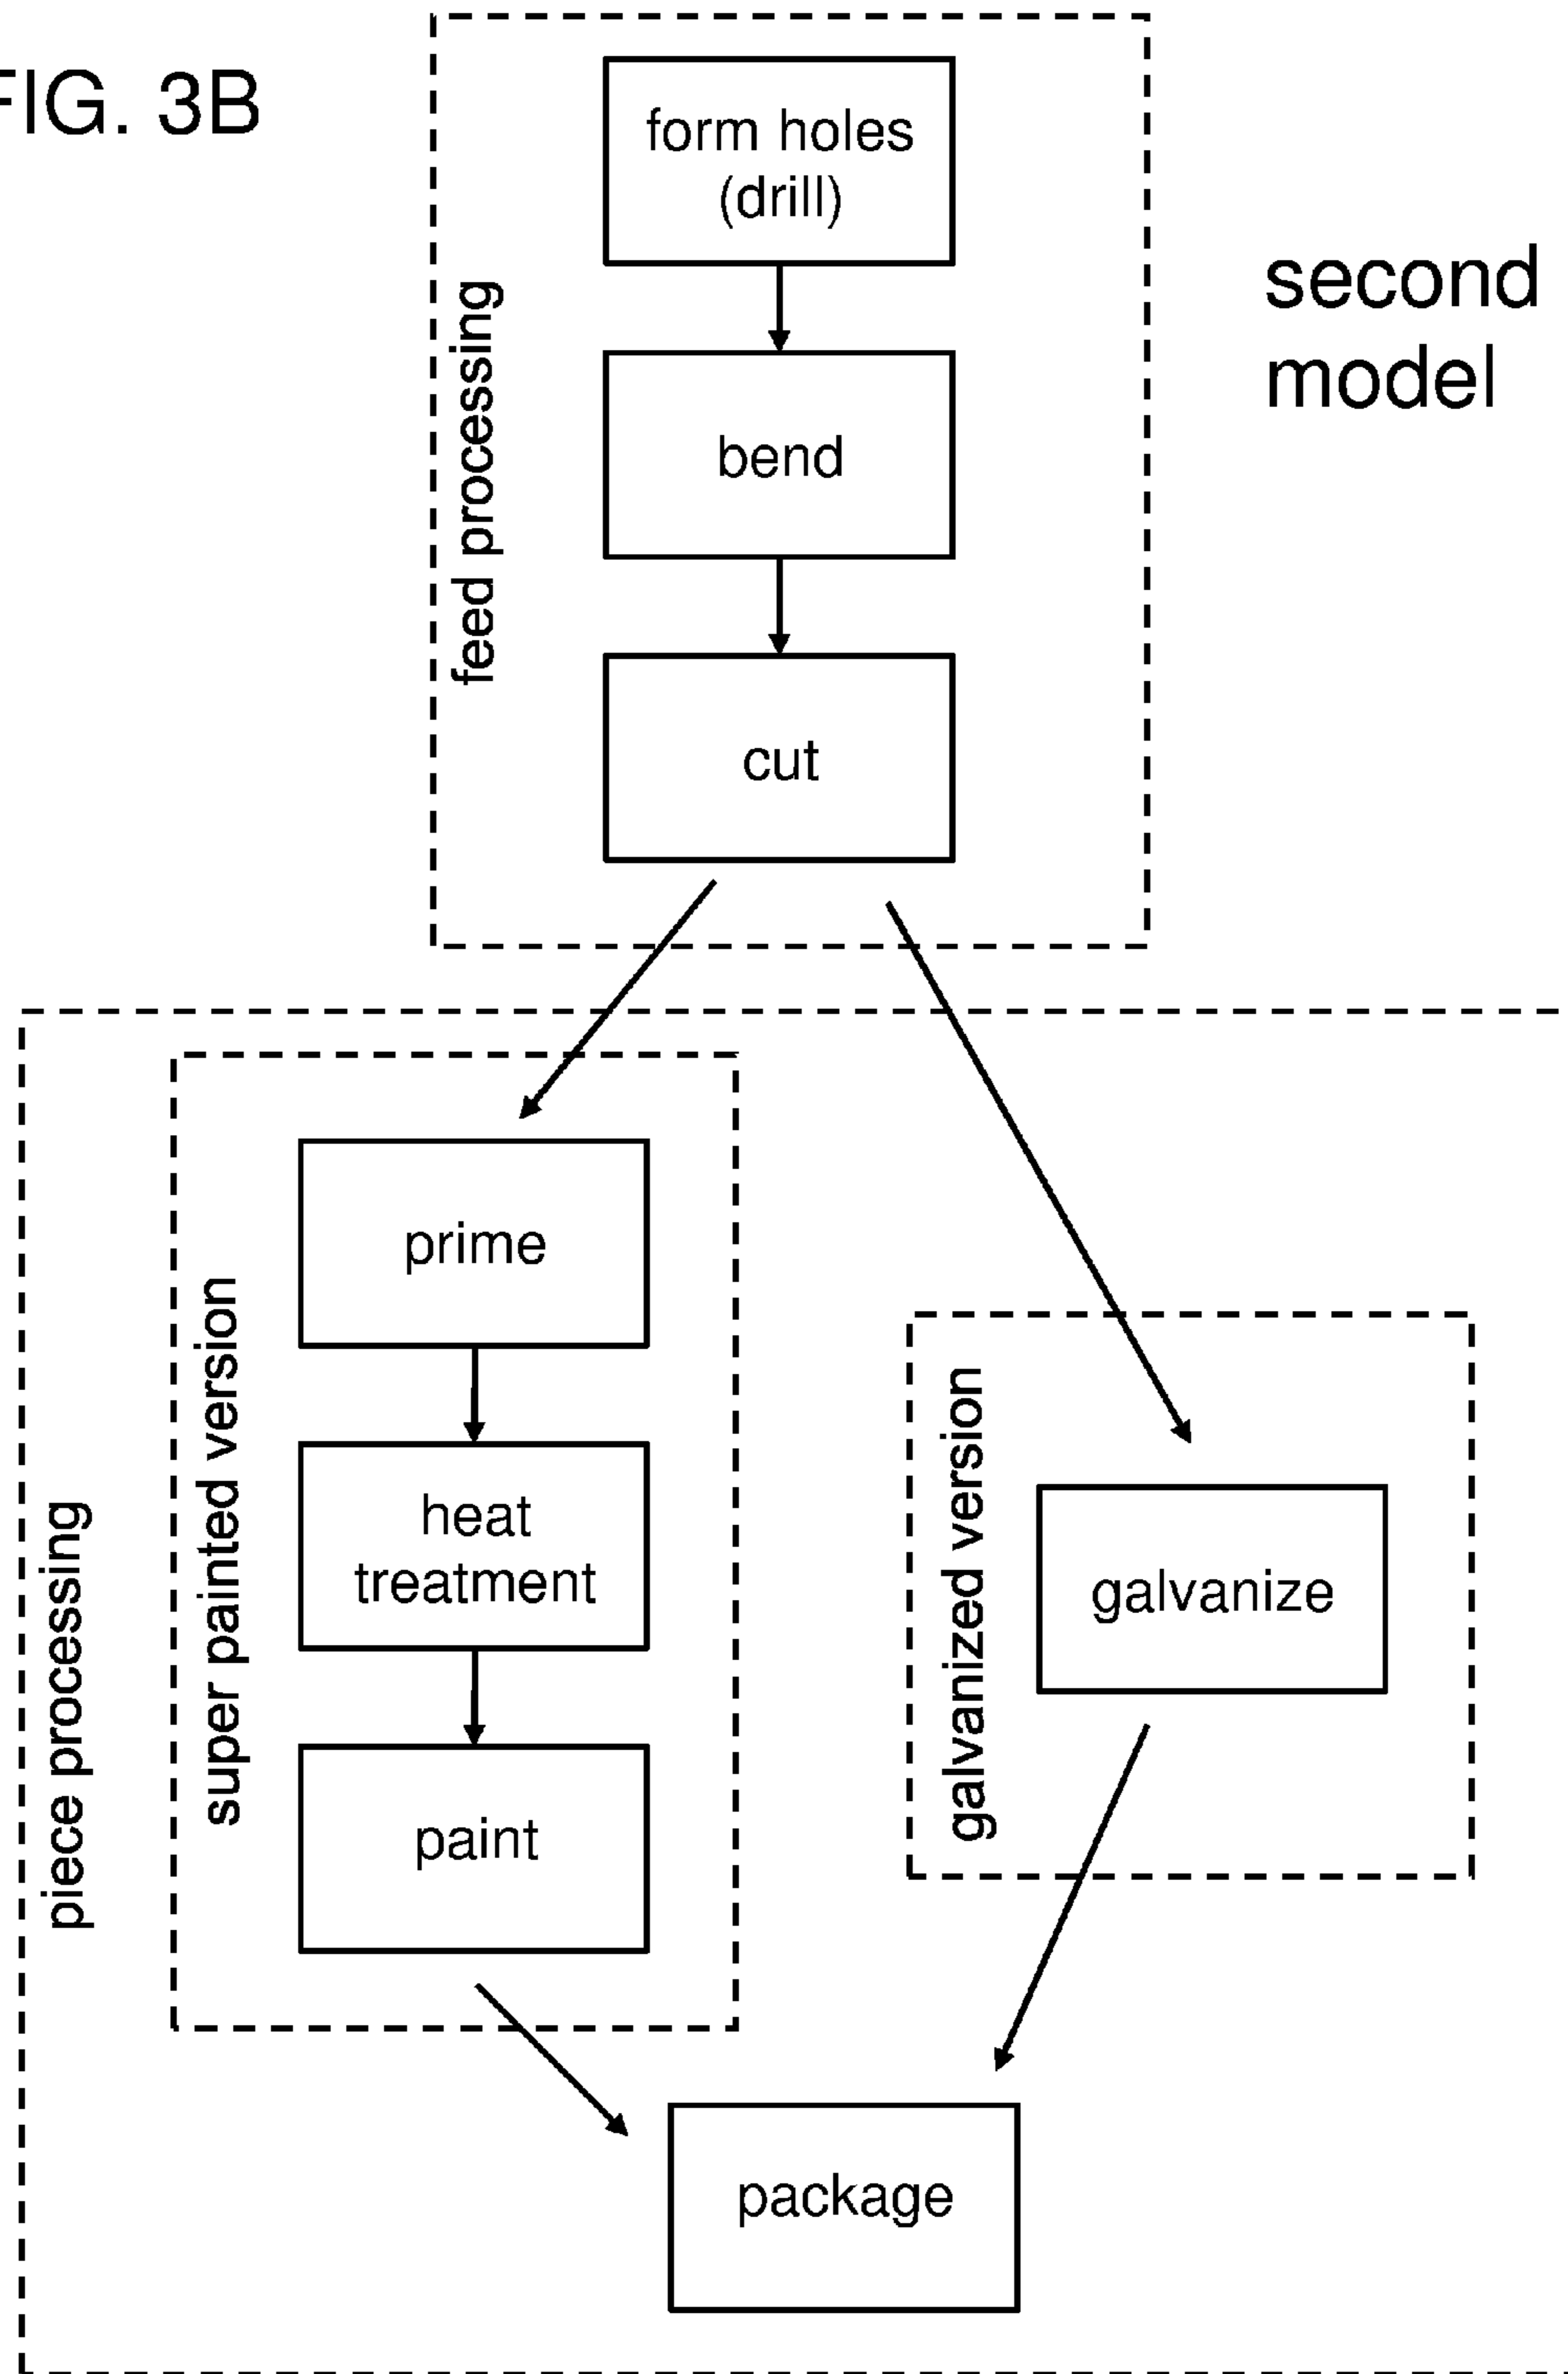 FIG. 3B
form holes
(drill)
second
model
feed processing
bend
cut
prime
super painted version
heat
treatment
galvanized version
galvanize
piece processing
paint
package